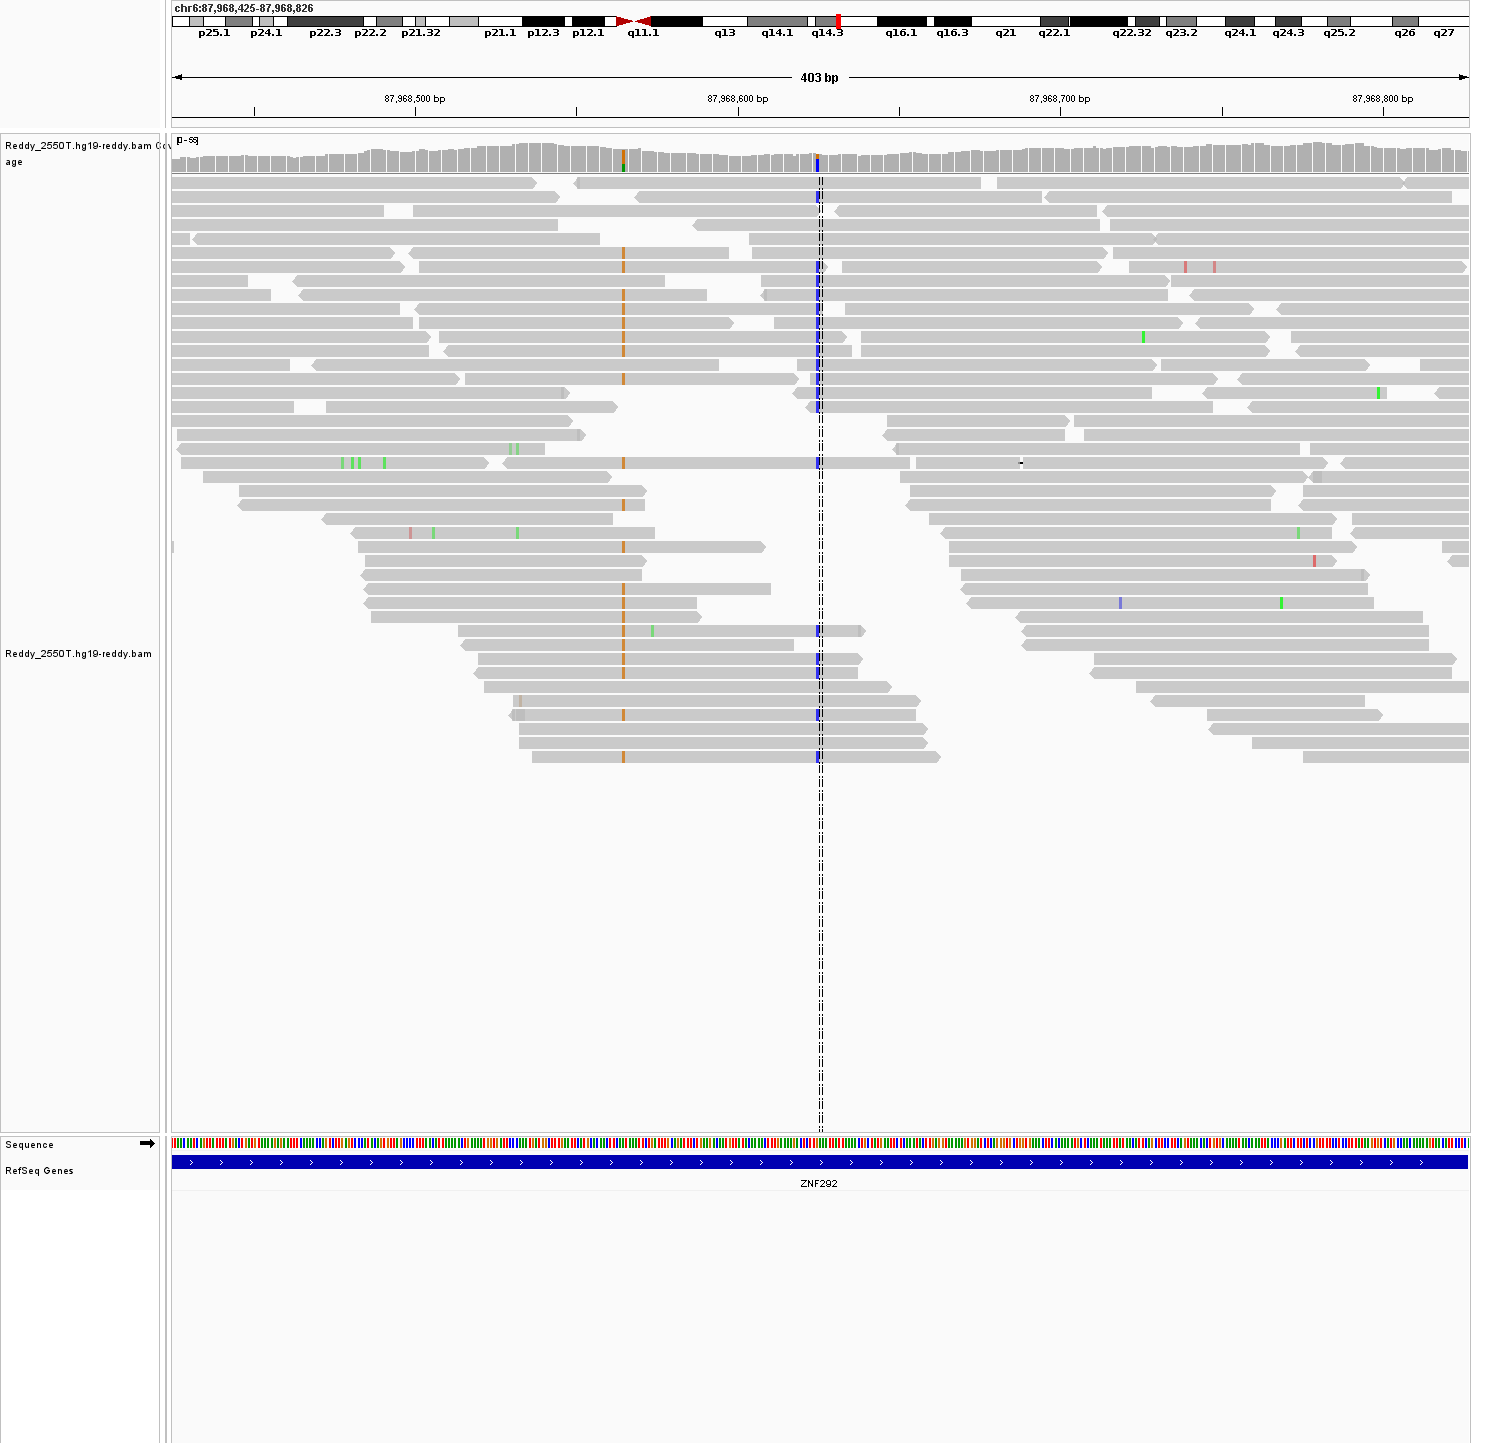 chr6:87,968,425-87,968,826
p25.1 p24.1 p22.3 p22.2 p21.32 p21.1 p12.3 p12.1 q11.1 q13 q14.1 q14.3 q16.1 q16.3 q21 q22.1 q22.32 q23.2 q24.1 q24.3 q25.2 q26 q27
403 bp
87,968,500 bp 87,968,600 bp 87,968,700 bp 87,968,800 bp
Reddy_2550T.hg19-reddy.bam Cov
age
Reddy_2550T.hg19-reddy.bam
Sequence
RefSeq Genes
ZNF292